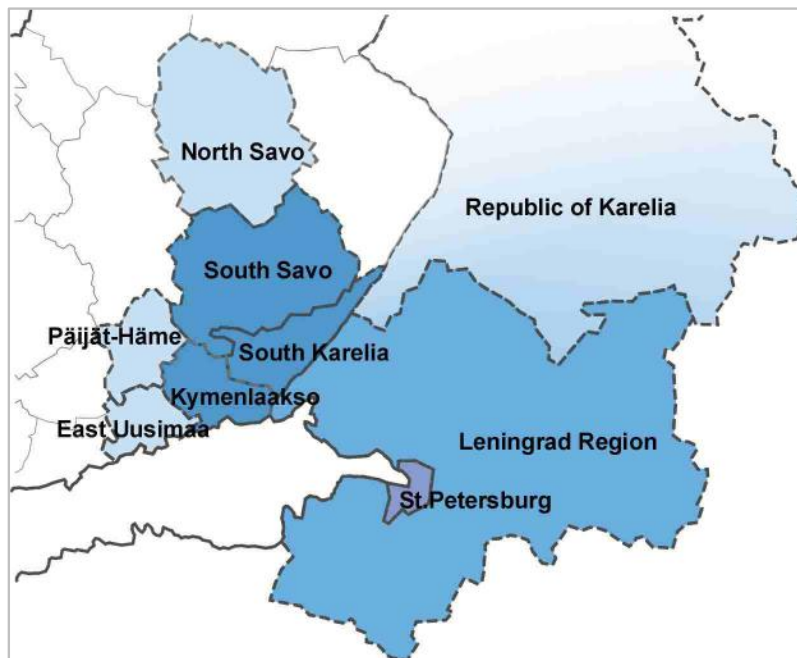 North Savo
Republic of Karelia
South Savo
Päijät-Häme
South Karelia
Kymenlaakso
East Uusimaa
Leningrad Region
St.Petersburg